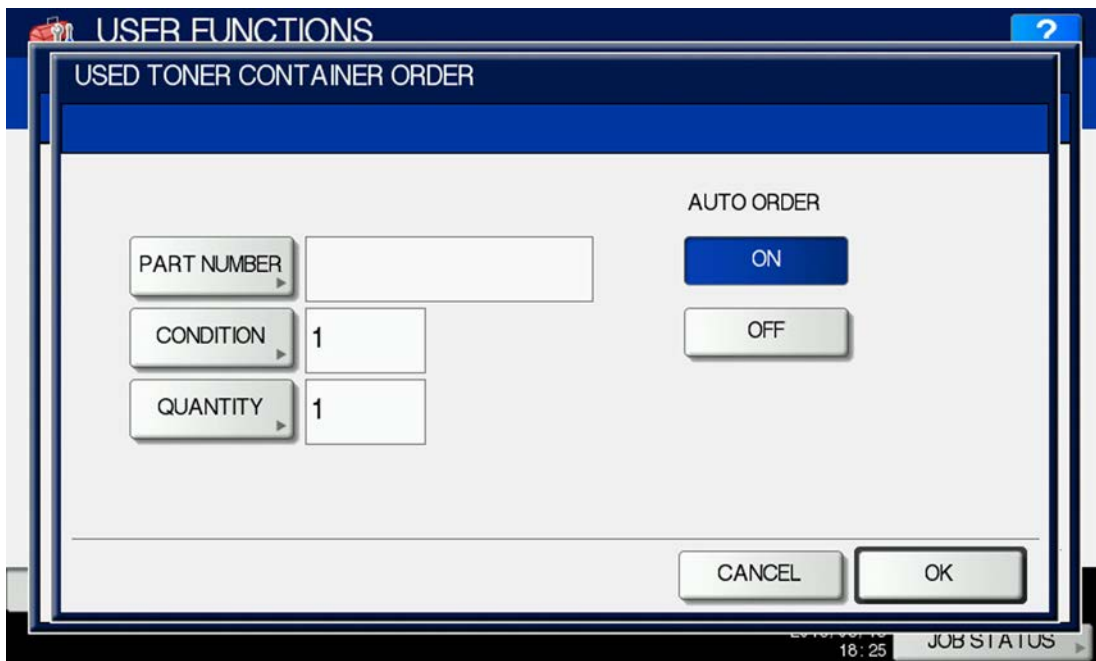 USER FUNCTIONS
?
USED TONER CONTAINER ORDER
AUTO ORDER
PART NUMBER
ON
CONDITION
1
OFF
QUANTITY
1
CANCEL
OK
18:25
JOB STATUS